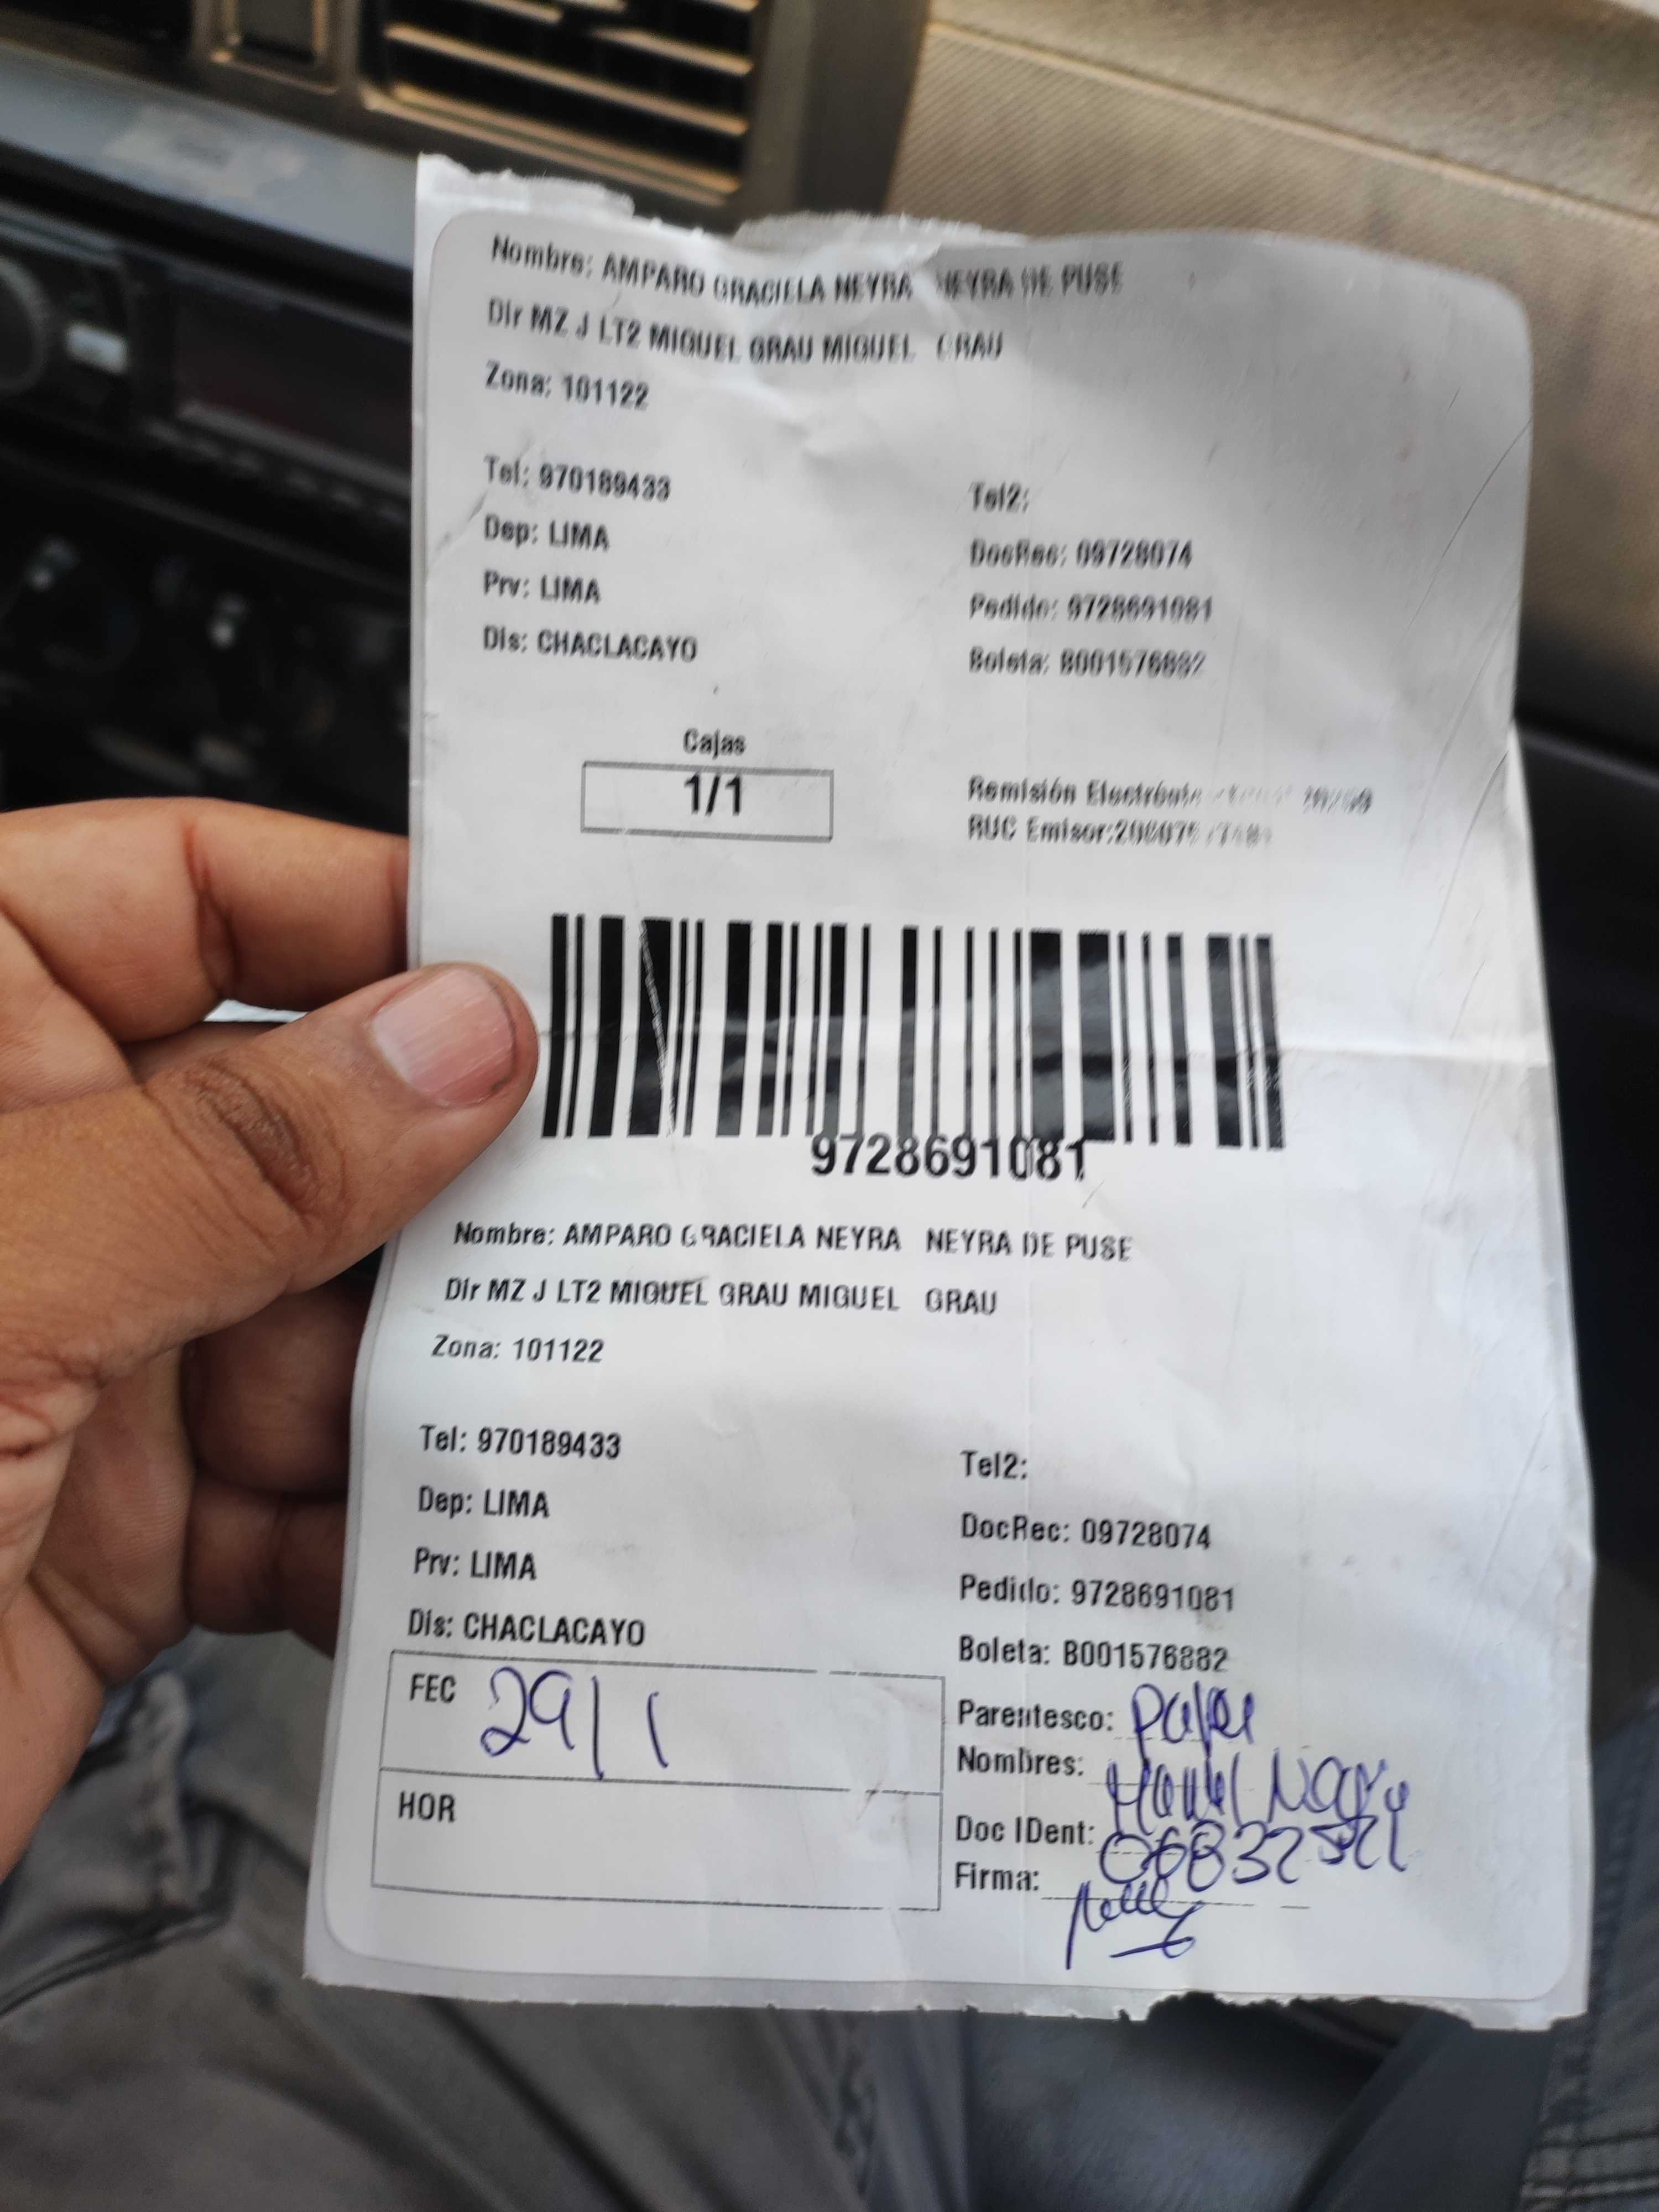 Nombre: AMPARO GRACIELA NEYRA NEYRA DE PUSE
Dir MZ J LT2 MIGUEL GRAU MIGUEL GRAU
Zona: 101122
Tel: 970189433
Tel2:
Dep: LIMA
DocRec: 09728074
Prv: LIMA
Pedido: 9728691081
Dis: CHACLACAYO
Boleta: B001576882
Cajas
1/1
Remisión
RUC Emisor:
9728691081
Nombre: AMPARO GRACIELA NEYRA NEYRA DE PUSE
Dir MZ J LT2 MIGUEL GRAU MIGUEL GRAU
Zona: 101122
Tel: 970189433
Tel2:
Dep: LIMA
DocRec: 09728074
Prv: LIMA
Pedido: 9728691081
Dis: CHACLACAYO
Boleta: B001576882
FEC 29/1
Parentesco:
Nombres:
HOR
Doc IDent:
Firma: